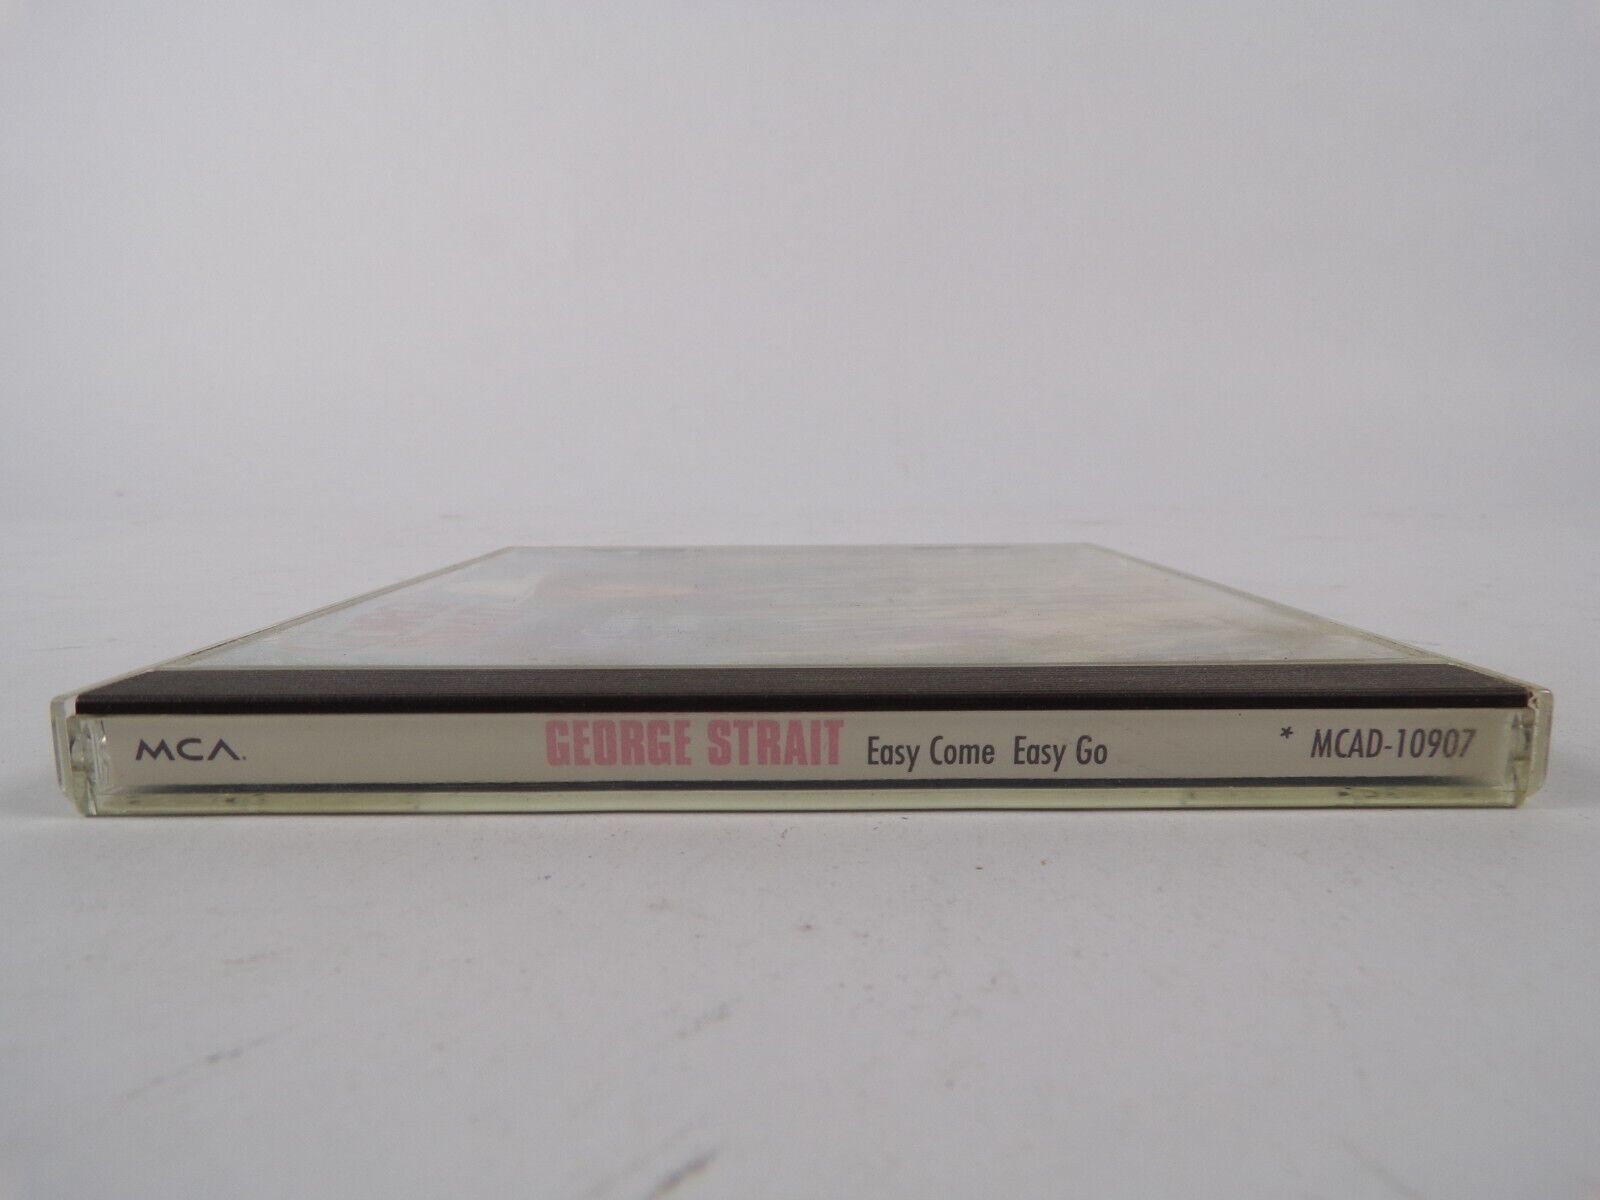 MCA. GEORGE STRAIT Easy Come Easy Go * MCAD-10907